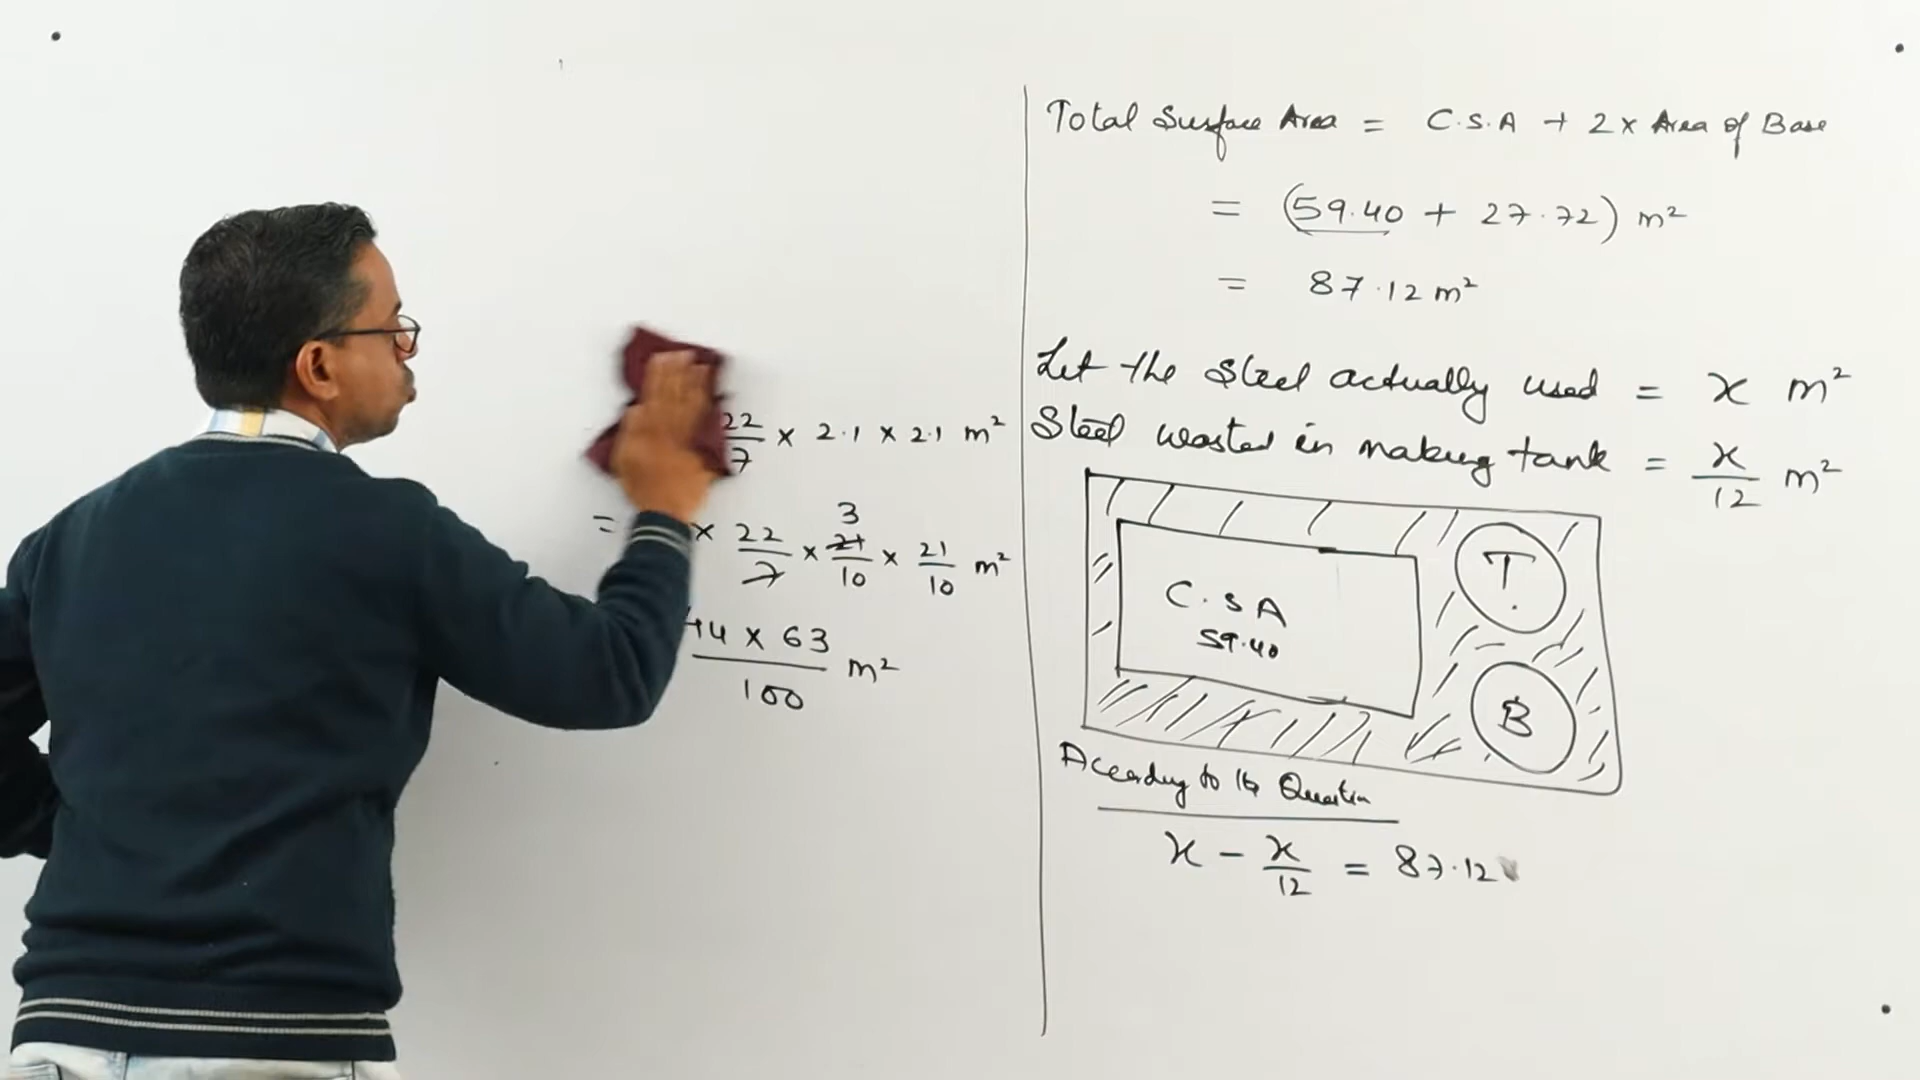 22/7 × 2.1 × 2.1 m²
= × 22/7 × 21/10 × 21/10 m²
3
44 × 63/100 m²
Total Surface Area = C.S.A + 2 × Area of Base
= (59.40 + 27.72) m²
= 87.12 m²
Let the Steel actually used = x m²
Steel wasted in making tank = x/12 m²
C.S A
59.40
T
B
According to Question
x - x/12 = 87.12